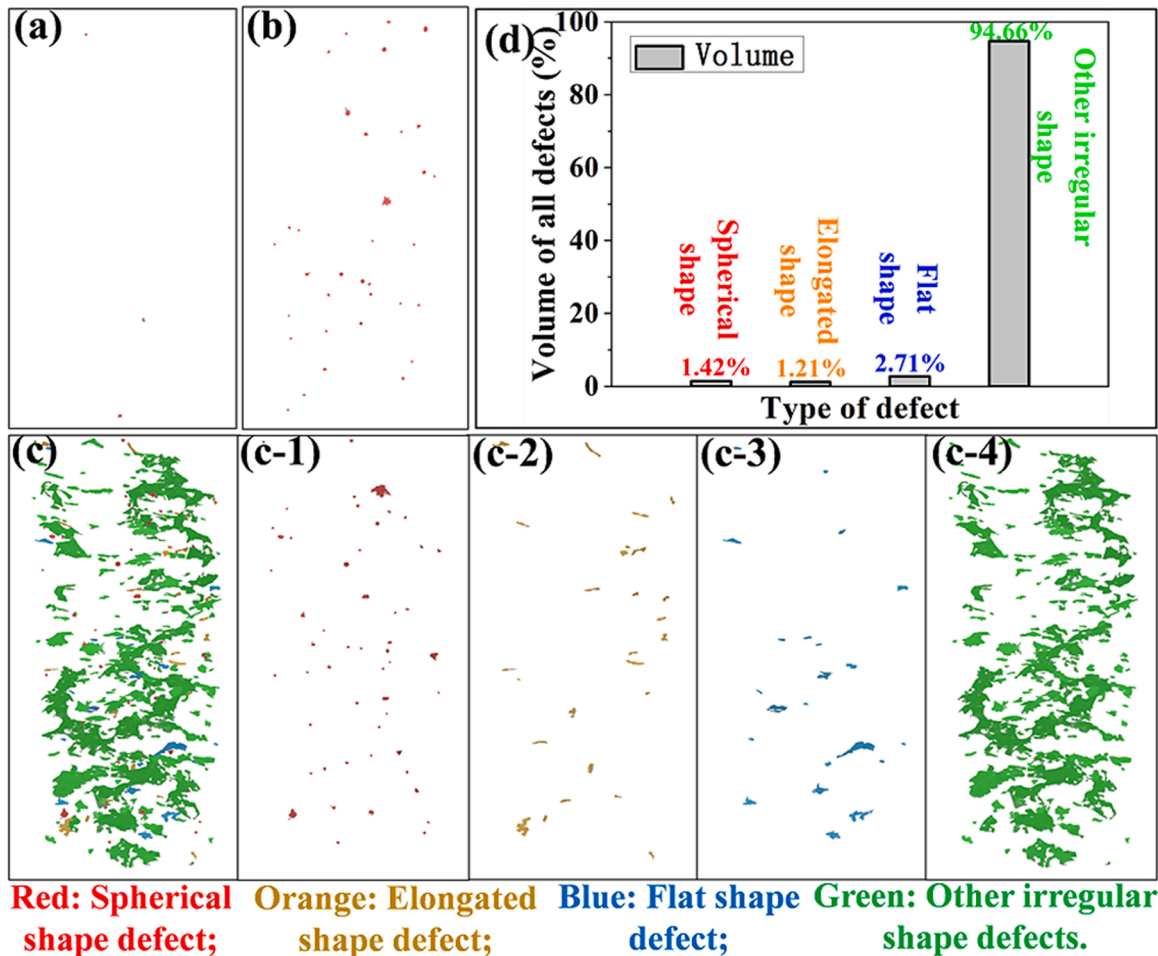 (a)
(b)
(d)
Volume of all defects (%)
100
80
60
40
20
0
Volume
94.66%
Other irregular
shape
Spherical
shape
Elongated
shape
Flat
shape
1.42%
1.21%
2.71%
Type of defect
(c)
(c-1)
(c-2)
(c-3)
(c-4)
Red: Spherical
shape defect;
Orange: Elongated
shape defect;
Blue: Flat shape
defect;
Green: Other irregular
shape defects.